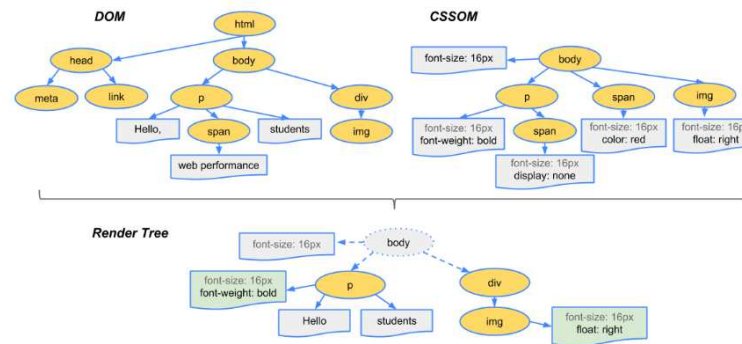 DOM
CSSOM
html
head
body
font-size: 16px
body
meta
link
p
div
p
span
img
Hello,
span
students
img
font-size: 16px
font-weight: bold
span
font-size: 16px
color: red
font-size: 16px
float: right
web performance
font-size: 16px
display: none
Render Tree
font-size: 16px
body
font-size: 16px
font-weight: bold
p
div
Hello
students
img
font-size: 16px
float: right